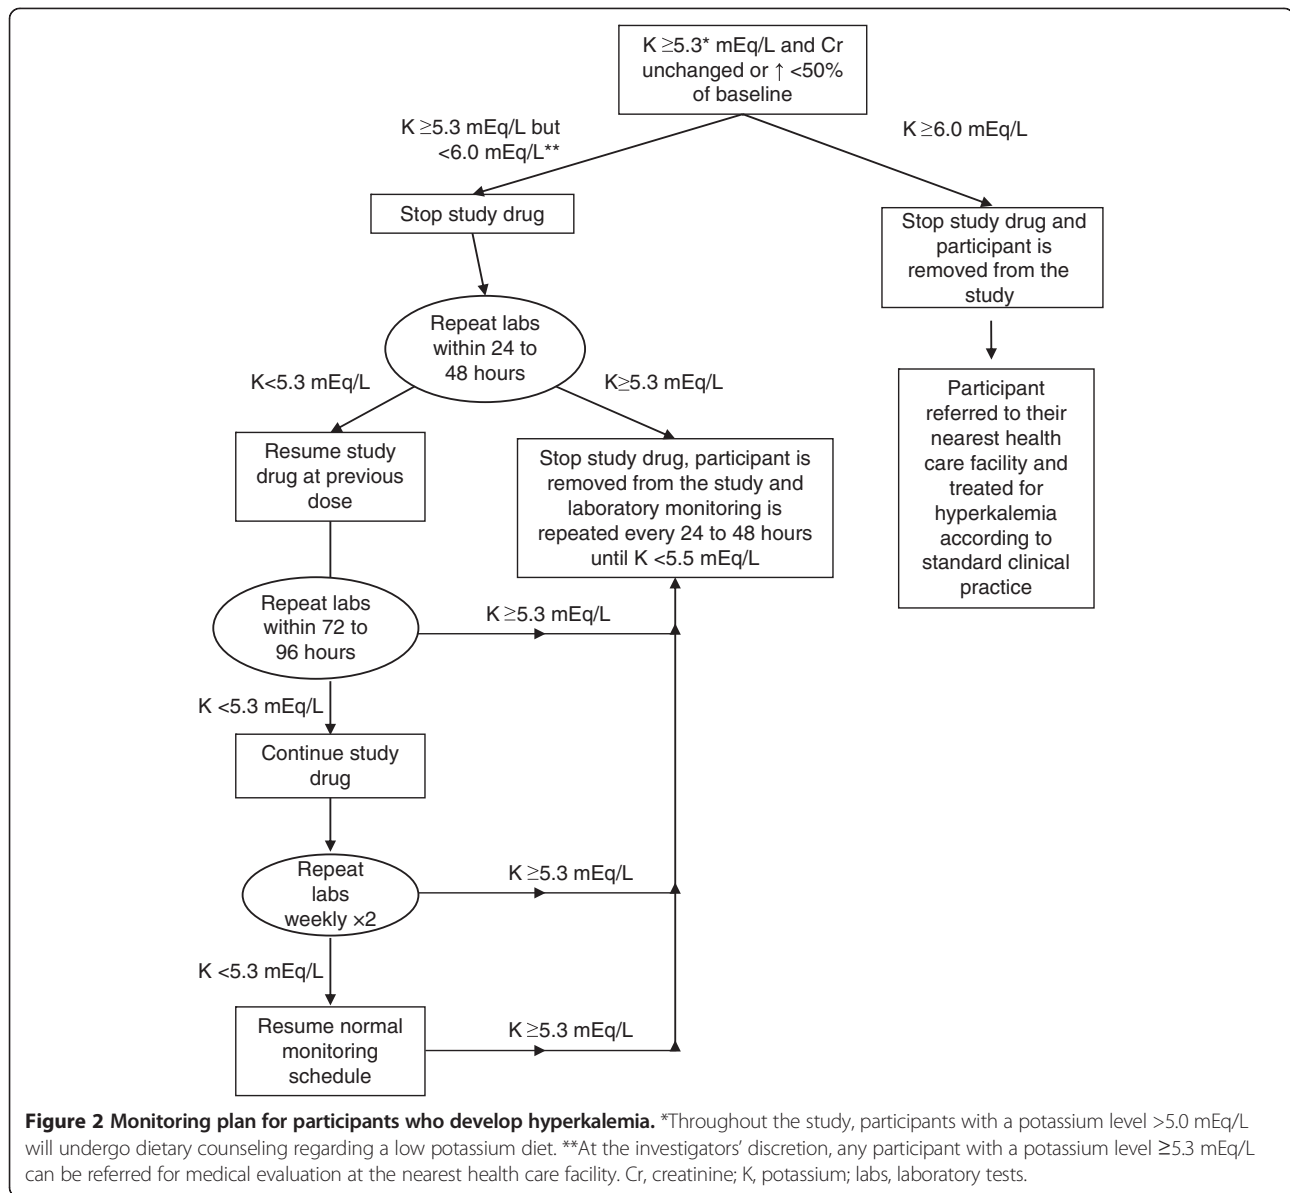 K ≥5.3* mEq/L and Cr
unchanged or ↑ <50%
of baseline
K ≥5.3 mEq/L but
<6.0 mEq/L**
K ≥6.0 mEq/L
Stop study drug
Stop study drug and
participant is
removed from the
study
Repeat labs
within 24 to
48 hours
K<5.3 mEq/L
K≥5.3 mEq/L
Resume study
drug at previous
dose
Stop study drug, participant is
removed from the study and
laboratory monitoring is
repeated every 24 to 48 hours
until K <5.5 mEq/L
Participant
referred to their
nearest health
care facility and
treated for
hyperkalemia
according to
standard clinical
practice
Repeat labs
within 72 to
96 hours
K ≥5.3 mEq/L
K <5.3 mEq/L
Continue study
drug
Repeat
labs
weekly ×2
K ≥5.3 mEq/L
K <5.3 mEq/L
Resume normal
monitoring
schedule
K ≥5.3 mEq/L
Figure 2 Monitoring plan for participants who develop hyperkalemia. *Throughout the study, participants with a potassium level >5.0 mEq/L
will undergo dietary counseling regarding a low potassium diet. **At the investigators’ discretion, any participant with a potassium level ≥5.3 mEq/L
can be referred for medical evaluation at the nearest health care facility. Cr, creatinine; K, potassium; labs, laboratory tests.